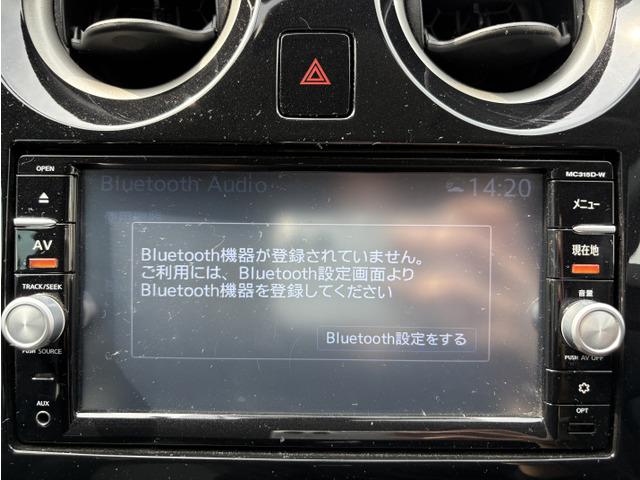 OPEN
MC315D-W
Bluetooth Audio
14:20
メニュー
AV
Bluetooth機器が登録されていません。
ご利用には、Bluetooth設定画面より
Bluetooth機器を登録してください
現在地
TRACK/SEEK
音量
Bluetooth設定をする
PUSH SOURCE
PUSH AV OFF
AUX
OPT